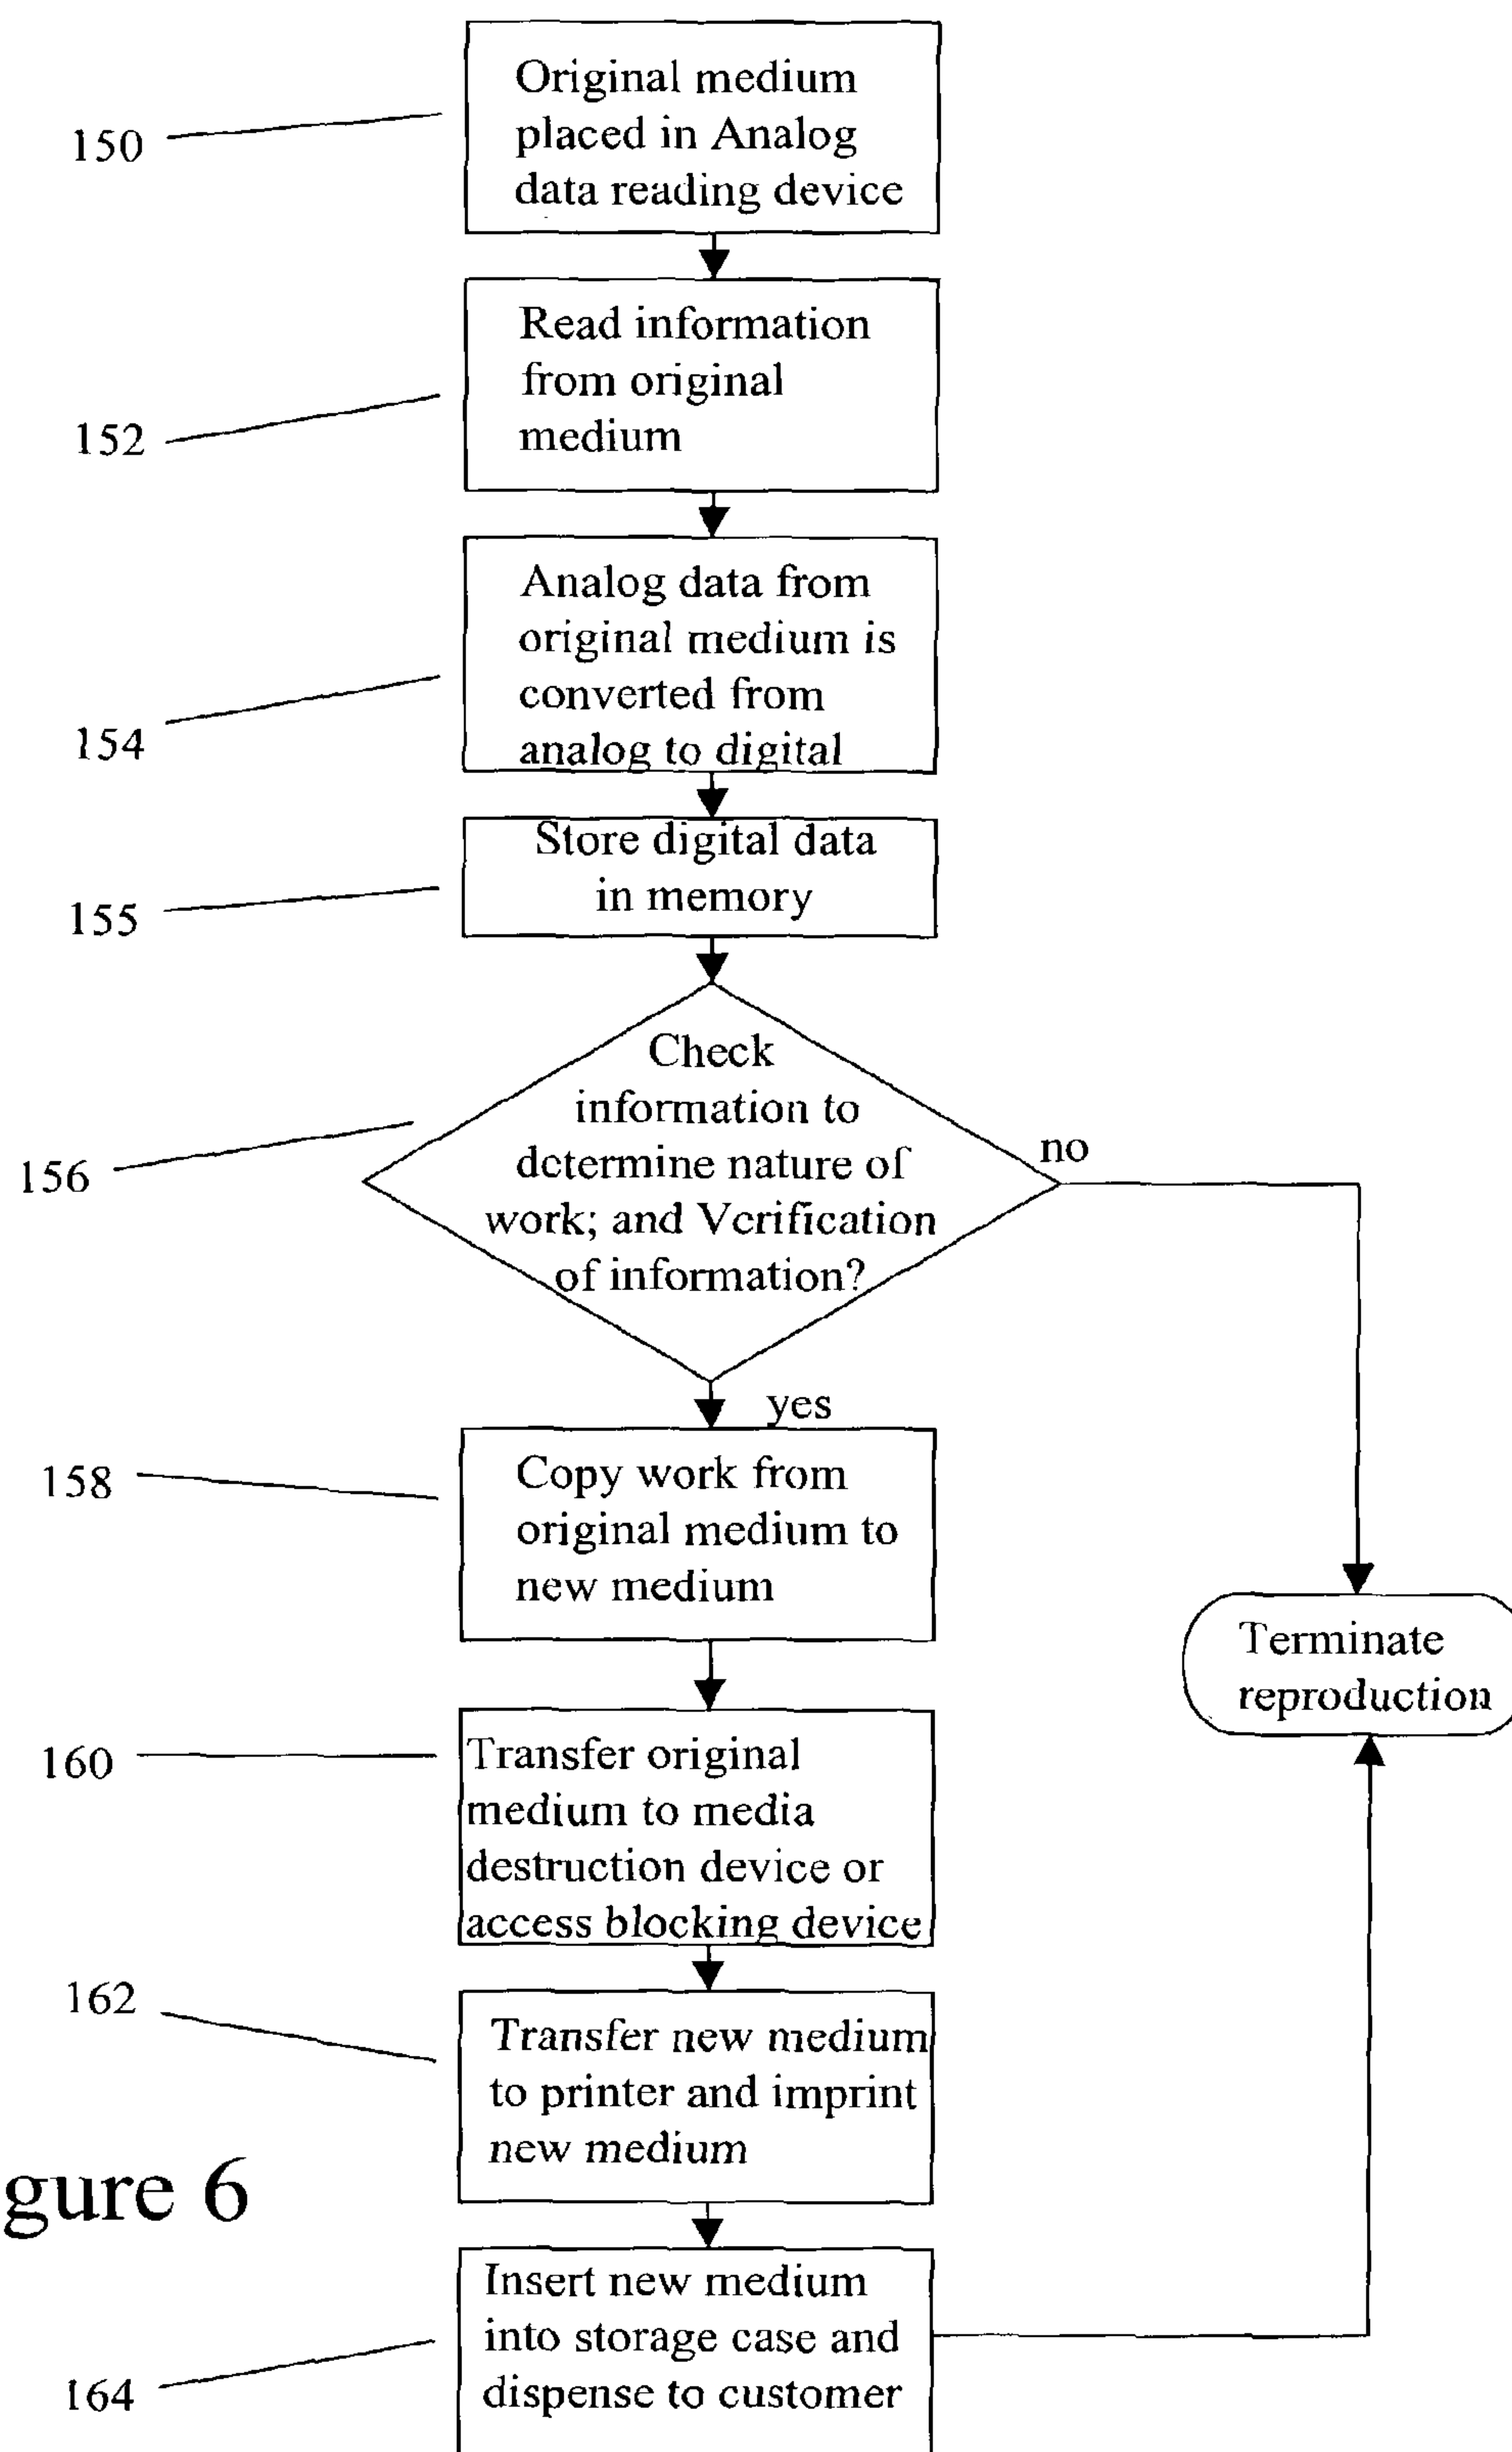 150
Original medium
placed in Analog
data reading device
152
Read information
from original
medium
154
Analog data from
original medium is
converted from
analog to digital
155
Store digital data
in memory
156
Check
information to
determine nature of
work; and Verification
of information?
no
yes
158
Copy work from
original medium to
new medium
Terminate
reproduction
160
Transfer original
medium to media
destruction device or
access blocking device
162
Transfer new medium
to printer and imprint
new medium
gure 6
164
Insert new medium
into storage case and
dispense to customer